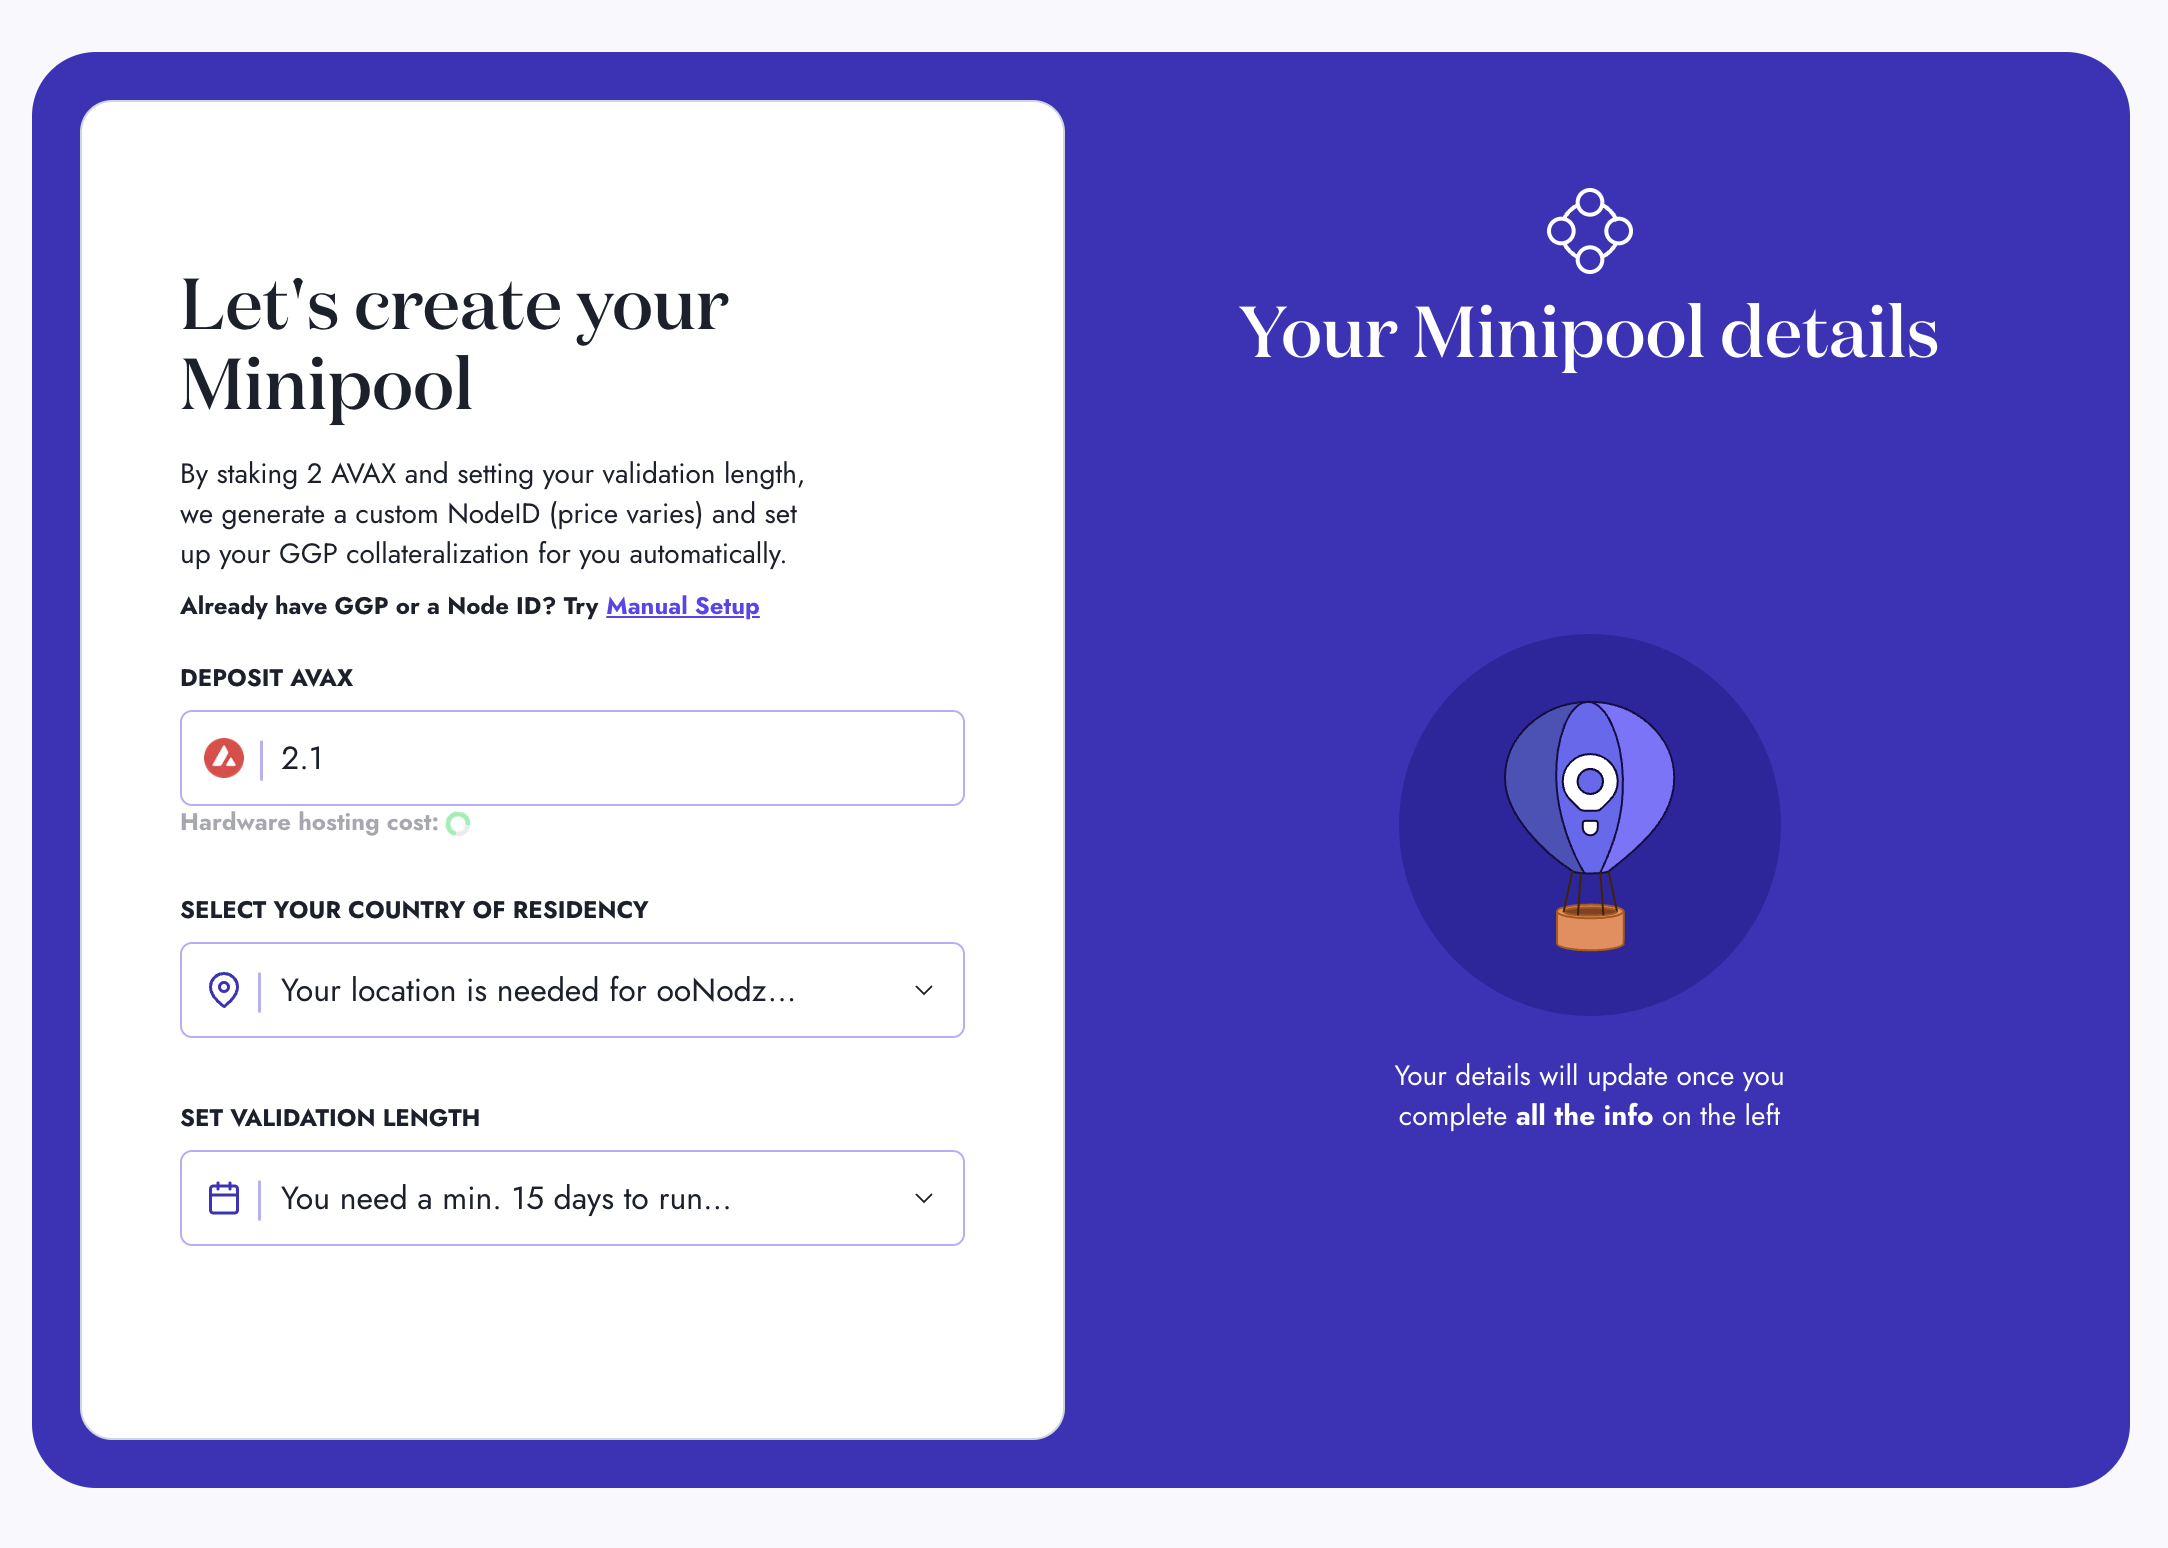 Let's create your
Minipool
By staking 2 AVAX and setting your validation length,
we generate a custom NodeID (price varies) and set
up your GGP collateralization for you automatically.
Already have GGP or a Node ID? Try Manual Setup
DEPOSIT AVAX
2.1
Hardware hosting cost:
SELECT YOUR COUNTRY OF RESIDENCY
Your location is needed for ooNodz...
SET VALIDATION LENGTH
You need a min. 15 days to run...
Your Minipool details
Your details will update once you
complete all the info on the left